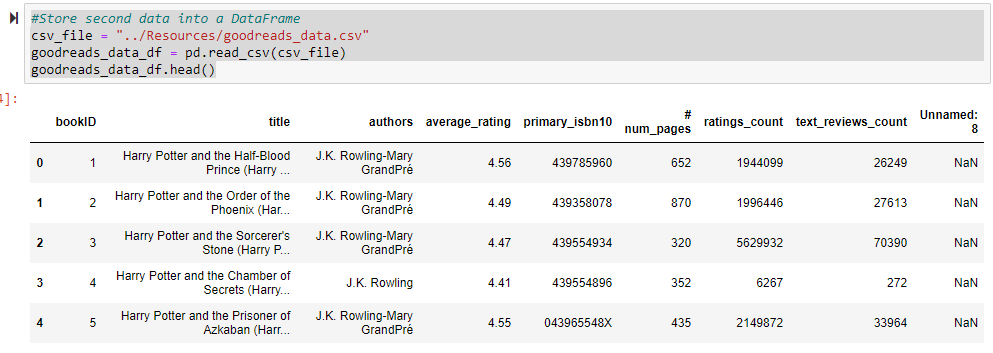 #Store second data into a DataFrame
csv_file = "../Resources/goodreads_data.csv"
goodreads_data_df = pd.read_csv(csv_file)
goodreads_data_df.head()
4]:
bookID title authors average_rating primary_isbn10 # num_pages ratings_count text_reviews_count Unnamed: 8
0 1 Harry Potter and the Half-Blood Prince (Harry ... J.K. Rowling-Mary GrandPré 4.56 439785960 652 1944099 26249 NaN
1 2 Harry Potter and the Order of the Phoenix (Har... J.K. Rowling-Mary GrandPré 4.49 439358078 870 1996446 27613 NaN
2 3 Harry Potter and the Sorcerer's Stone (Harry P... J.K. Rowling-Mary GrandPré 4.47 439554934 320 5629932 70390 NaN
3 4 Harry Potter and the Chamber of Secrets (Harry... J.K. Rowling 4.41 439554896 352 6267 272 NaN
4 5 Harry Potter and the Prisoner of Azkaban (Harr... J.K. Rowling-Mary GrandPré 4.55 043965548X 435 2149872 33964 NaN